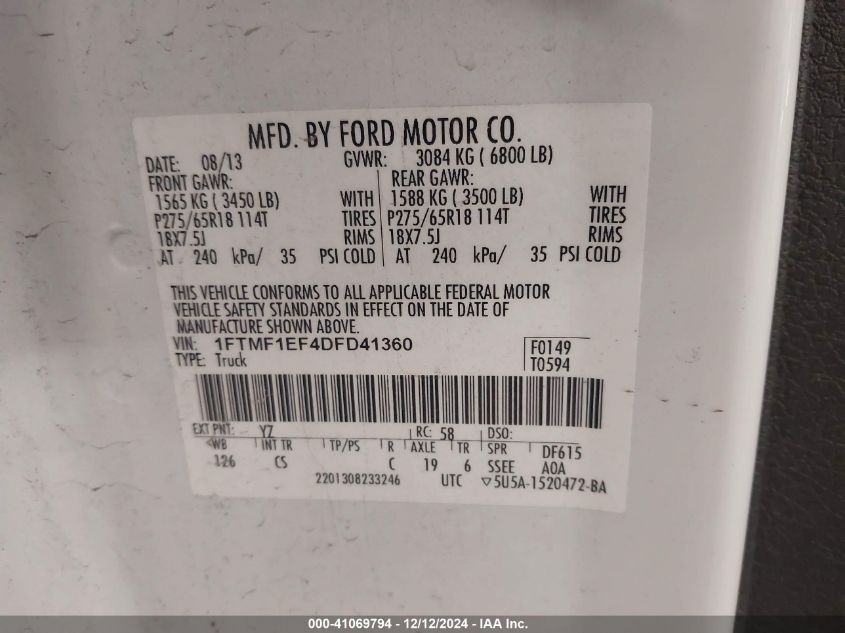 MFD. BY FORD MOTOR CO.
DATE: 08/13 GVWR: 3084 KG ( 6800 LB)
FRONT GAWR: REAR GAWR:
1565 KG ( 3450 LB) WITH 1588 KG ( 3500 LB) WITH
P275/65R18 114T TIRES P275/65R18 114T TIRES
18X7.5J RIMS 18X7.5J RIMS
AT 240 kPa/ 35 PSI COLD AT 240 kPa/ 35 PSI COLD
THIS VEHICLE CONFORMS TO ALL APPLICABLE FEDERAL MOTOR
VEHICLE SAFETY STANDARDS IN EFFECT ON THE DATE OF
MANUFACTURE SHOWN ABOVE.
VIN: 1FTMF1EF4DFD41360 F0149
TYPE: Truck T0594
EXT PNT: YZ RC: 58 DSO:
WB INT TR TP/PS R AXLE TR SPR DF615
126 CS C 19 6 SSEE A0A
2201308233246 UTC ▽5U5A-1520472-BA
000-41069794 - 12/12/2024 - IAA Inc.